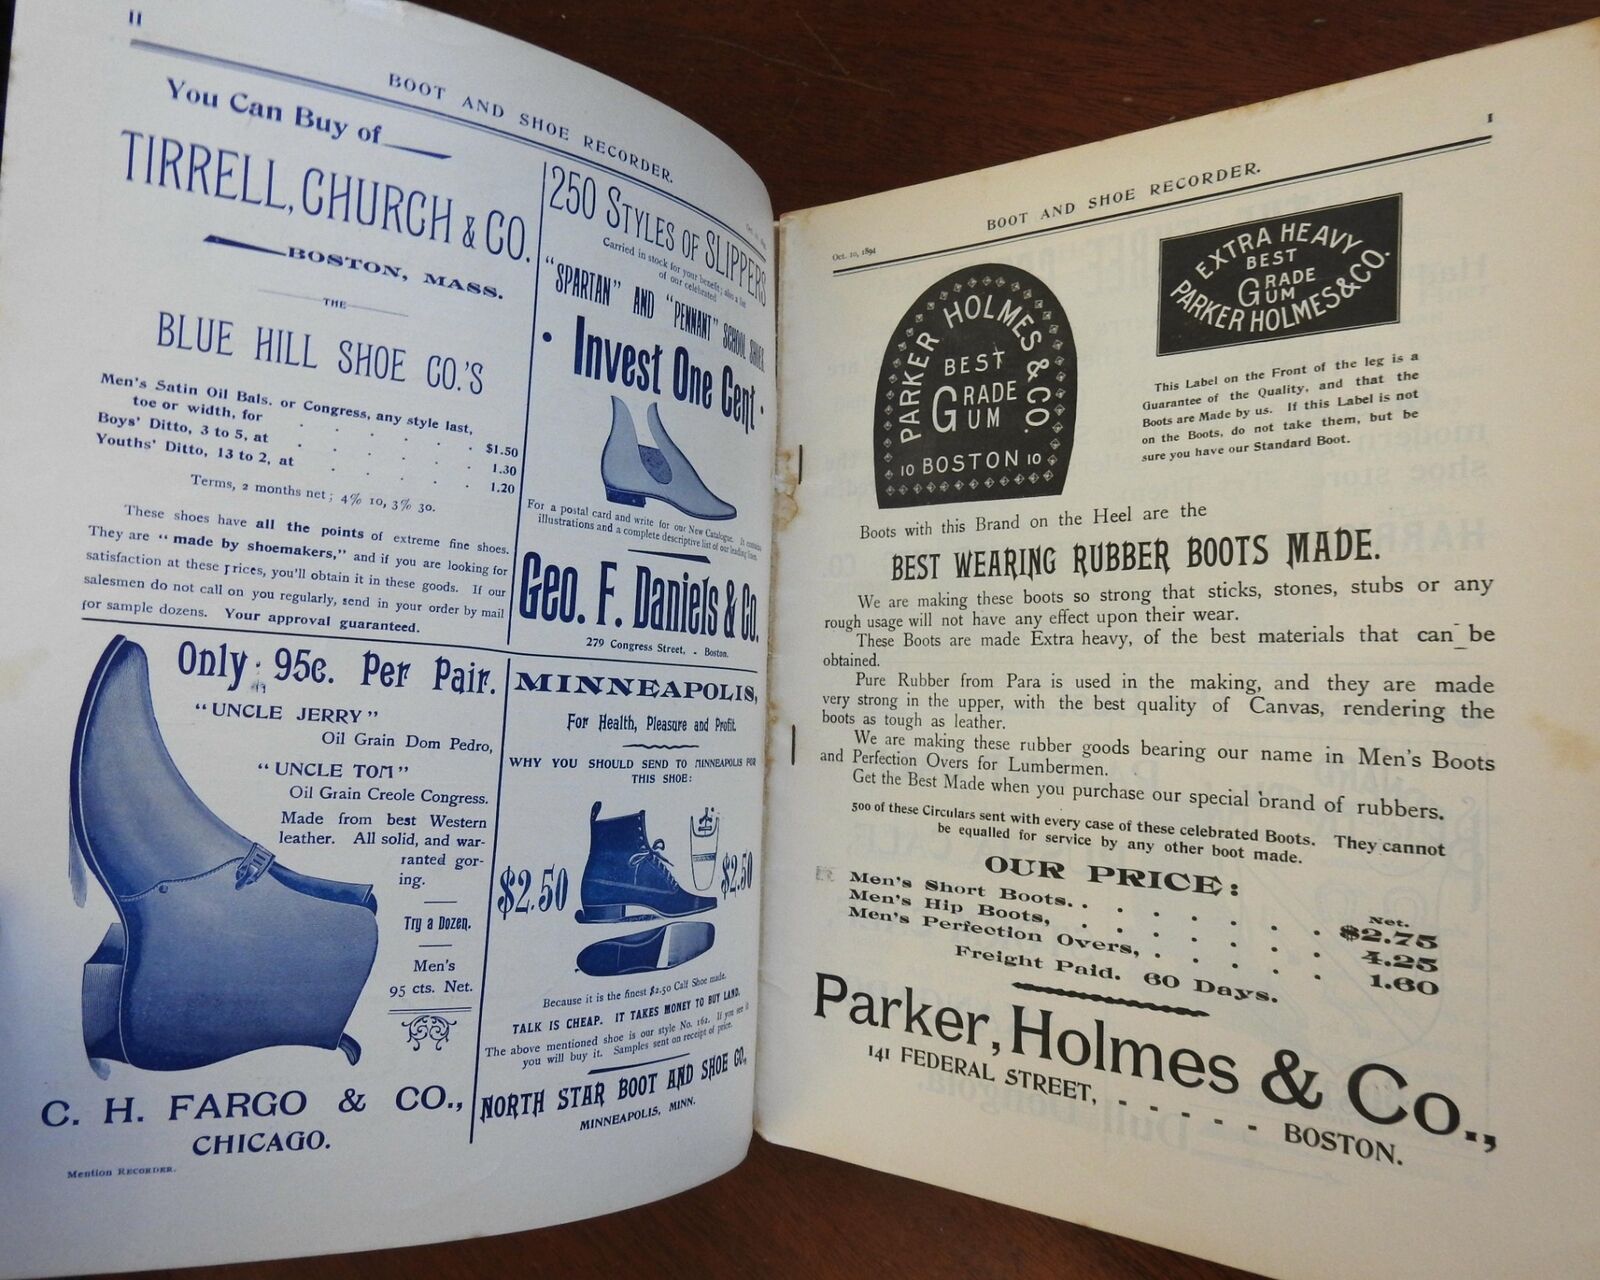 II
BOOT AND SHOE RECORDER.
You Can Buy of
TIRRELL, CHURCH & CO.
BOSTON, MASS.
THE
BLUE HILL SHOE CO.'S
Men's Satin Oil Bals. or Congress, any style last,
toe or width, for . . . . . . $1.50
Boys' Ditto, 3 to 5, at . . . . . 1.30
Youths' Ditto, 13 to 2, at . . . . 1.20
Terms, 2 months net; 4% 10, 3% 30.
These shoes have all the points of extreme fine shoes.
They are "made by shoemakers," and if you are looking for
satisfaction at these prices, you'll obtain it in these goods. If our
salesmen do not call on you regularly, send in your order by mail
for sample dozens. Your approval guaranteed.
250 STYLES OF SLIPPERS
Carried in stock for your benefit; also a line
of our celebrated
"SPARTAN" AND "PENNANT" SCHOOL SHOES
· Invest One Cent ·
For a postal card and write for our New Catalogue. It contains
illustrations and a complete descriptive list of our leading lines.
Geo. F. Daniels & Co.
279 Congress Street, - Boston.
Only 95c. Per Pair.
"UNCLE JERRY"
Oil Grain Dom Pedro,
"UNCLE TOM"
Oil Grain Creole Congress.
Made from best Western
leather. All solid, and war-
ranted gor-
ing.
Try a Dozen.
Men's
95 cts. Net.
C. H. FARGO & CO.,
CHICAGO.
Mention RECORDER.
MINNEAPOLIS,
For Health, Pleasure and Profit.
WHY YOU SHOULD SEND TO MINNEAPOLIS FOR
THIS SHOE:
$2.50
$2.50
Because it is the finest $2.50 Calf Shoe made.
TALK IS CHEAP. IT TAKES MONEY TO BUY LAND.
The above mentioned shoe is our style No. 162. If you see it
you will buy it. Samples sent on receipt of price.
NORTH STAR BOOT AND SHOE CO.,
MINNEAPOLIS, MINN.
I
BOOT AND SHOE RECORDER.
Oct. 10, 1894
PARKER HOLMES & CO.
BEST
GRADE
GUM
10 BOSTON 10
EXTRA HEAVY
BEST
GRADE
GUM
PARKER HOLMES & CO.
This Label on the Front of the leg is a
Guarantee of the Quality, and that the
Boots are Made by us. If this Label is not
on the Boots, do not take them, but be
sure you have our Standard Boot.
Boots with this Brand on the Heel are the
BEST WEARING RUBBER BOOTS MADE.
We are making these boots so strong that sticks, stones, stubs or any
rough usage will not have any effect upon their wear.
These Boots are made Extra heavy, of the best materials that can be
obtained.
Pure Rubber from Para is used in the making, and they are made
very strong in the upper, with the best quality of Canvas, rendering the
boots as tough as leather.
We are making these rubber goods bearing our name in Men's Boots
and Perfection Overs for Lumbermen.
Get the Best Made when you purchase our special brand of rubbers.
500 of these Circulars sent with every case of these celebrated Boots. They cannot
be equalled for service by any other boot made.
OUR PRICE:
Net.
Men's Short Boots. . . . . . . . $2.75
Men's Hip Boots, . . . . . . . 4.25
Men's Perfection Overs, . . . . . 1.60
Freight Paid. 60 Days.
Parker, Holmes & Co.,
141 FEDERAL STREET, - - - - - BOSTON.